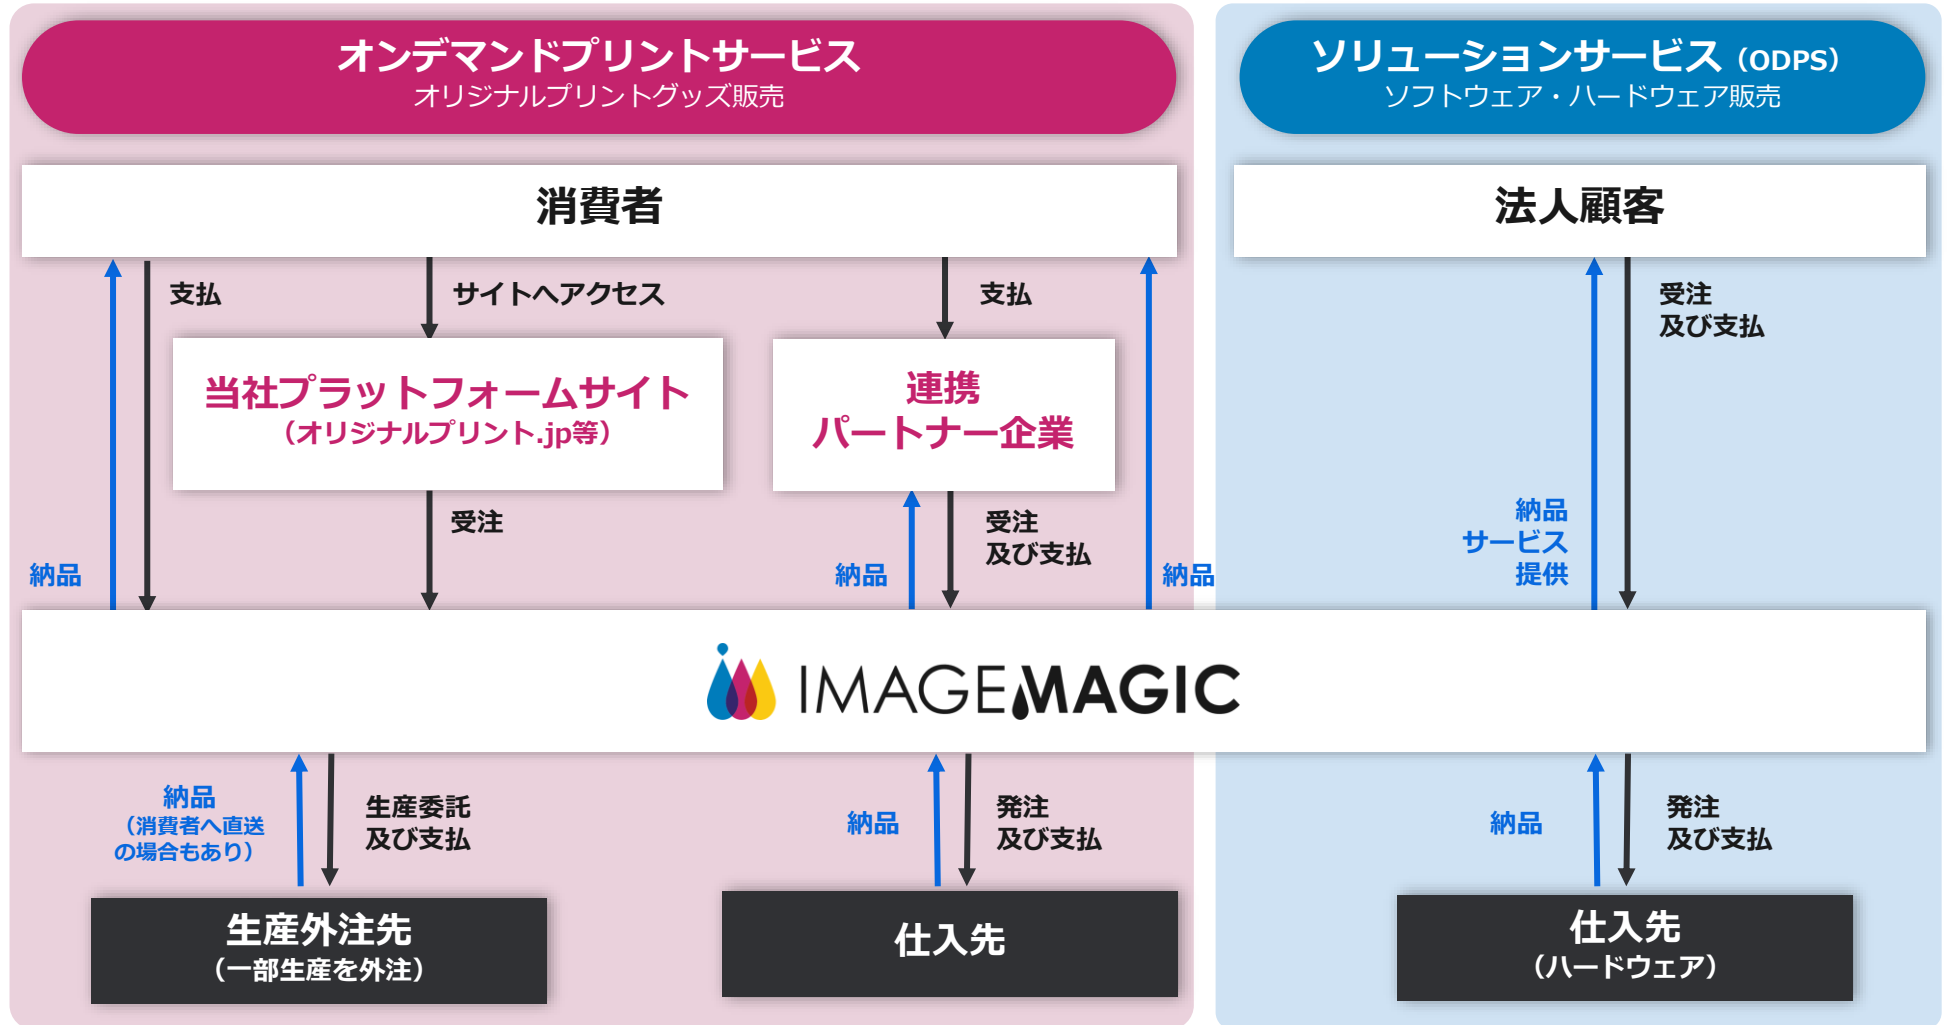 オンデマンドプリントサービス
オリジナルプリントグッズ販売
ソリューションサービス（ODPS）
ソフトウェア・ハードウェア販売
消費者
法人顧客
支払
サイトへアクセス
支払
受注
及び支払
当社プラットフォームサイト
（オリジナルプリント.jp等）
連携
パートナー企業
納品
受注
納品
受注
及び支払
納品
納品
サービス
提供
IMAGE MAGIC
納品
（消費者へ直送
の場合もあり）
生産委託
及び支払
納品
発注
及び支払
納品
発注
及び支払
生産外注先
（一部生産を外注）
仕入先
仕入先
（ハードウェア）